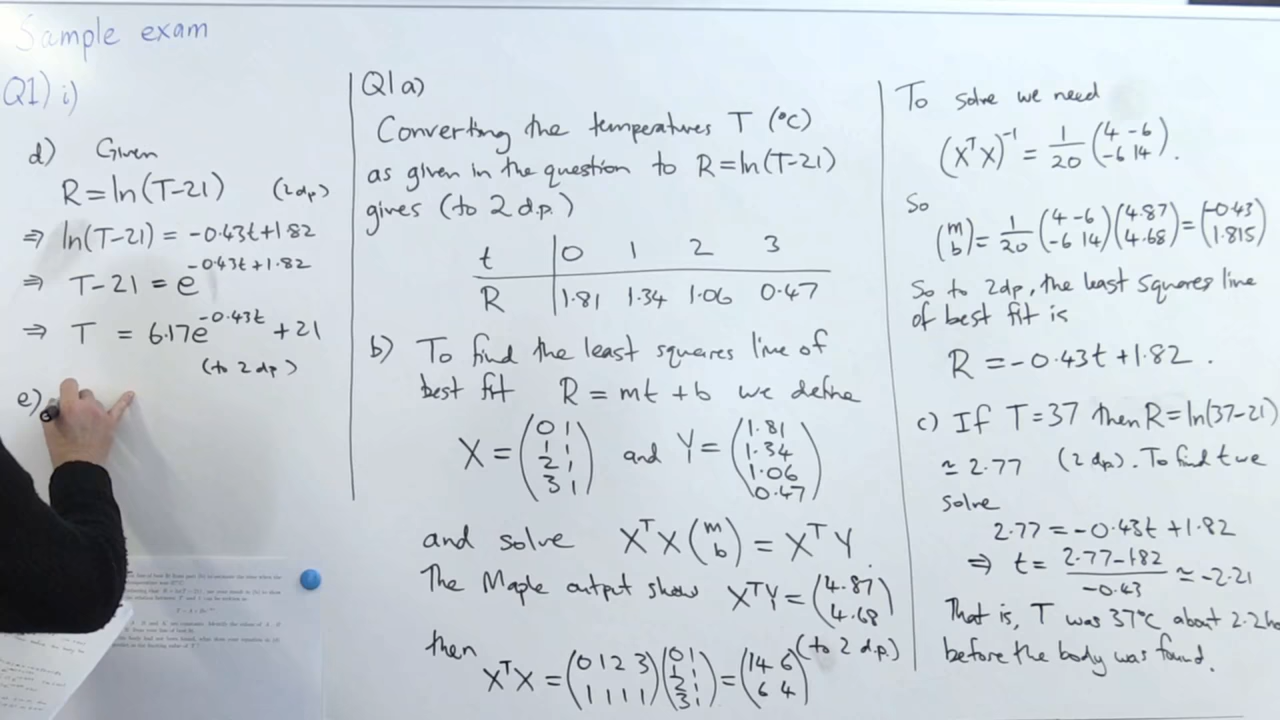 Sample exam
Q1) i)
d) Given
R = ln(T-21) (2dp)
⇒ ln(T-21) = -0.43t+1.82
⇒ T-21 = e^{-0.43t+1.82}
⇒ T = 6.17e^{-0.43t} + 21
(to 2 dp)
e)
Q1 a)
Converting the temperatures T (°C)
as given in the question to R = ln(T-21)
gives (to 2 d.p.)
t | 0 1 2 3
R | 1.81 1.34 1.06 0.47
b) To find the least squares line of
best fit R = mt + b we define
X = (0 1; 1 1; 2 1; 3 1) and Y = (1.81; 1.34; 1.06; 0.47)
and solve X^T X (m; b) = X^T Y.
The Maple output show X^T Y = (4.87; 4.68)
(to 2 d.p.)
then
X^T X = (0 1 2 3; 1 1 1 1)(0 1; 1 1; 2 1; 3 1) = (14 6; 6 4)
To solve we need
(X^T X)^{-1} = 1/20 (4 -6; -6 14).
So
(m; b) = 1/20 (4 -6; -6 14)(4.87; 4.68) = (-0.43; 1.815)
So to 2dp, the least squares line
of best fit is
R = -0.43t + 1.82 .
c) If T = 37 then R = ln(37-21)
≃ 2.77 (2 dp). To find t we
solve
2.77 = -0.43t + 1.82
⇒ t = (2.77-1.82)/(-0.43) ≃ -2.21
That is, T was 37°C about 2.2
before the body was found.